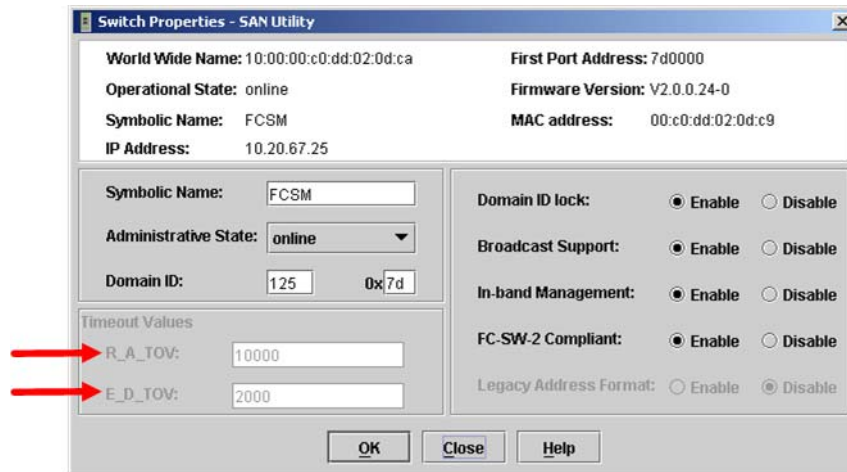 Switch Properties - SAN Utility
World Wide Name: 10:00:00:c0:dd:02:0d:ca
First Port Address: 7d0000
Operational State: online
Firmware Version: V2.0.0.24-0
Symbolic Name: FCSM
MAC address: 00:c0:dd:02:0d:c9
IP Address: 10.20.67.25
Symbolic Name: FCSM
Administrative State: online
Domain ID: 125 0x 7d
Timeout Values
R_A_TOV: 10000
E_D_TOV: 2000
Domain ID lock: Enable Disable
Broadcast Support: Enable Disable
In-band Management: Enable Disable
FC-SW-2 Compliant: Enable Disable
Legacy Address Format: Enable Disable
OK Close Help